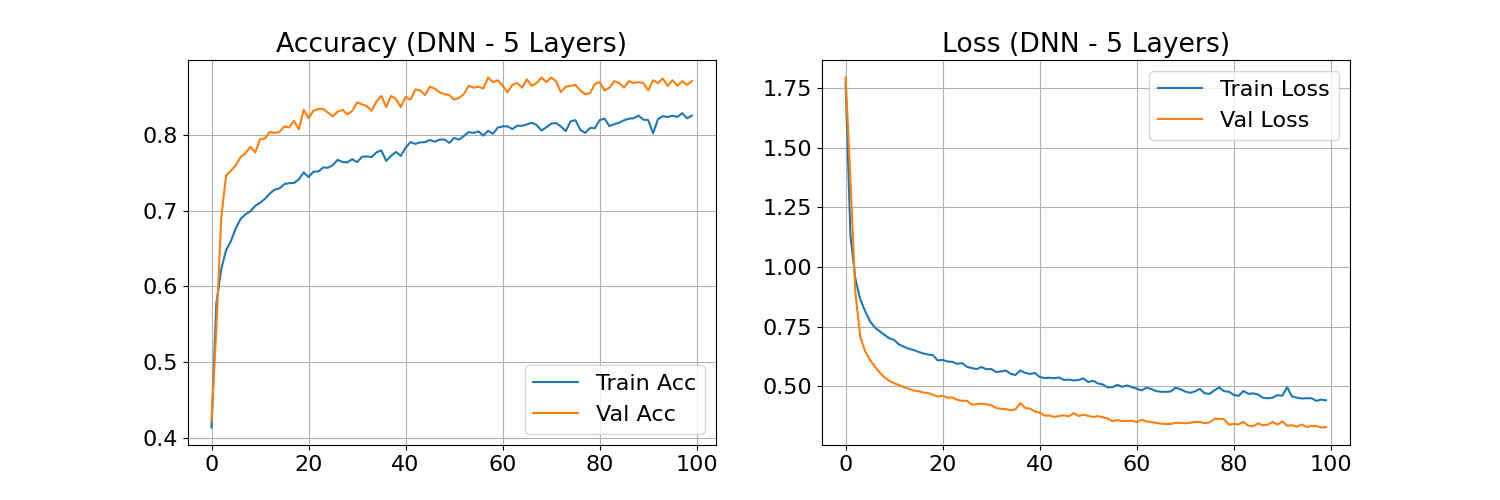 Accuracy (DNN - 5 Layers)
0.8
0.7
0.6
0.5
0.4
0 20 40 60 80 100
Train Acc
Val Acc
Loss (DNN - 5 Layers)
1.75
1.50
1.25
1.00
0.75
0.50
0 20 40 60 80 100
Train Loss
Val Loss